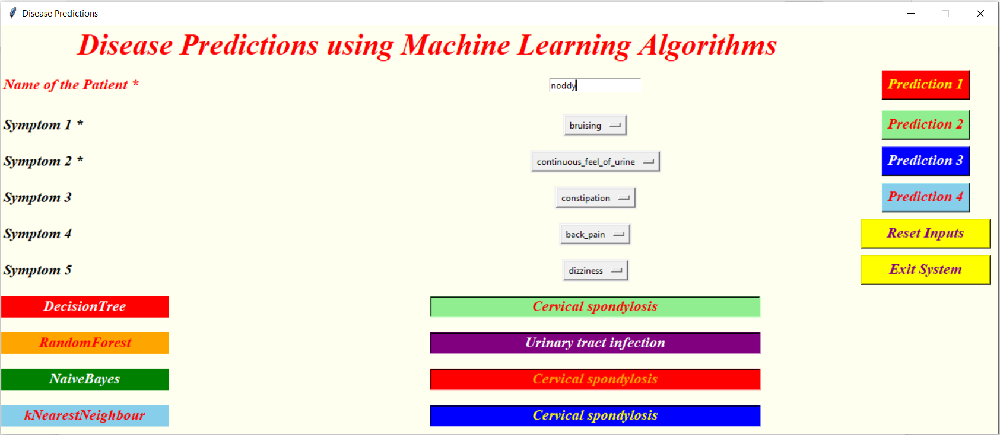 Disease Predictions
Disease Predictions using Machine Learning Algorithms
Name of the Patient * noddy Prediction 1
Symptom 1 * bruising Prediction 2
Symptom 2 * continuous_feel_of_urine Prediction 3
Symptom 3 constipation Prediction 4
Symptom 4 back_pain Reset Inputs
Symptom 5 dizziness Exit System
DecisionTree Cervical spondylosis
RandomForest Urinary tract infection
NaiveBayes Cervical spondylosis
kNearestNeighbour Cervical spondylosis